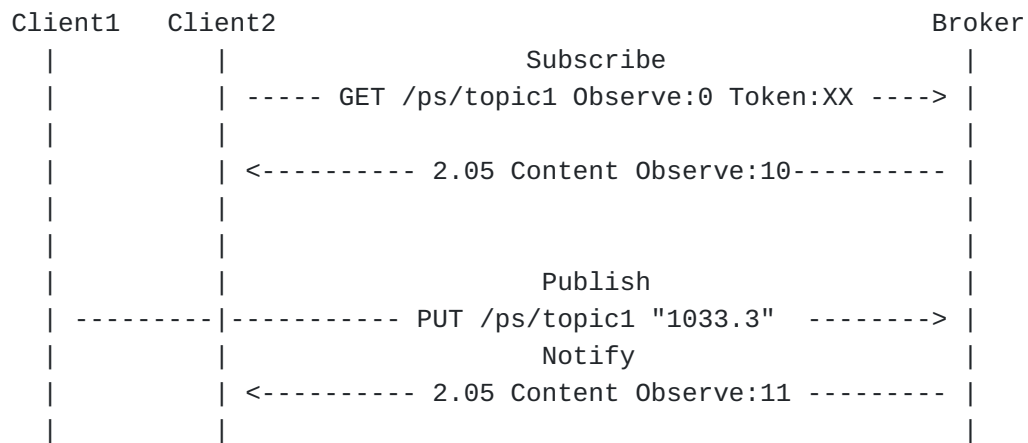 Client1 Client2 Broker
| | Subscribe |
| | ----- GET /ps/topic1 Observe:0 Token:XX ----> |
| | |
| | <---------- 2.05 Content Observe:10---------- |
| | |
| | |
| | Publish |
| ---------|----------- PUT /ps/topic1 "1033.3" --------> |
| | Notify |
| | <---------- 2.05 Content Observe:11 --------- |
| | |